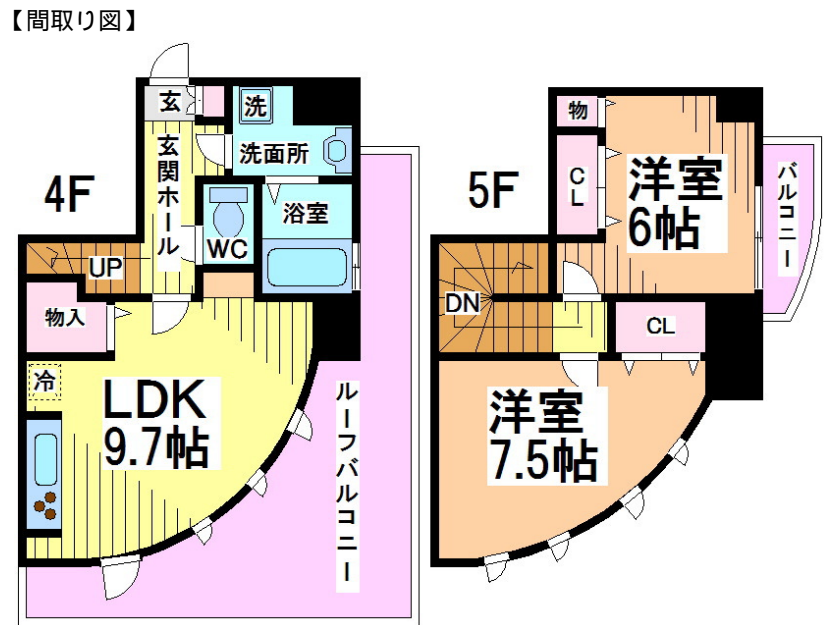 【間取り図】
4F
玄
洗
玄関ホール
洗面所
浴室
WC
UP
物入
冷
LDK
9.7帖
ルーフバルコニー
5F
物
CL
洋室
6帖
バルコニー
DN
CL
洋室
7.5帖